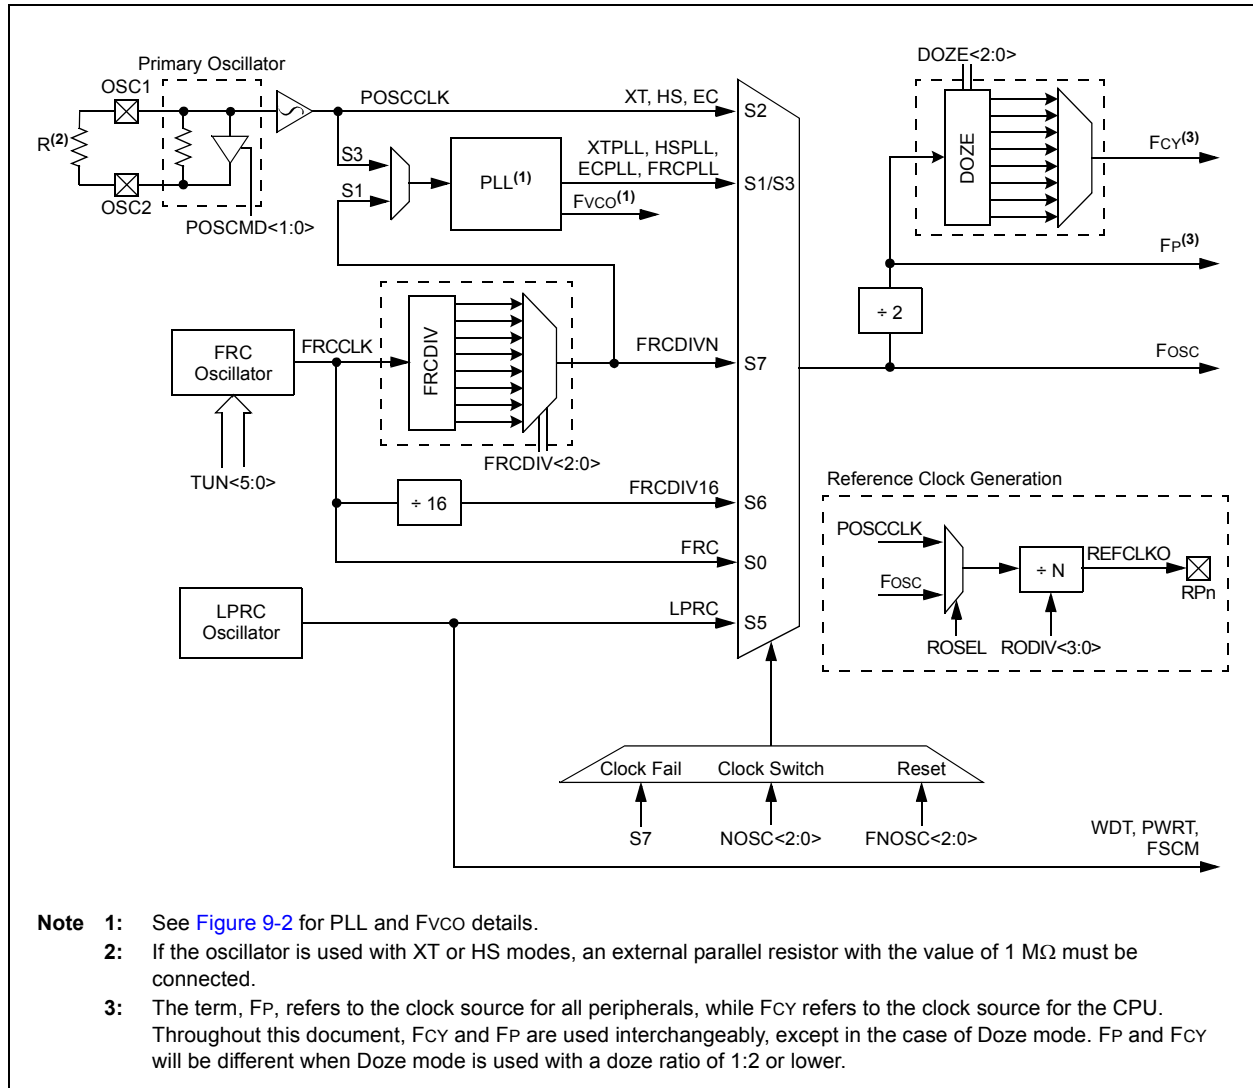 Primary Oscillator
OSC1
R(2)
OSC2
POSCMD<1:0>
POSCCLK
S3
S1
PLL(1)
XT, HS, EC
XTPLL, HSPLL,
ECPLL, FRCPLL
FVCO(1)
S2
S1/S3
S7
S6
S0
S5
DOZE<2:0>
DOZE
FCY(3)
FP(3)
÷ 2
FOSC
FRC
Oscillator
TUN<5:0>
FRCCLK
FRCDIV
FRCDIV<2:0>
FRCDIVN
÷ 16
FRCDIV16
FRC
LPRC
Oscillator
LPRC
Reference Clock Generation
POSCCLK
FOSC
÷ N
REFCLKO
RPn
ROSEL
RODIV<3:0>
Clock Fail
Clock Switch
Reset
S7
NOSC<2:0>
FNOSC<2:0>
WDT, PWRT,
FSCM
Note 1: See Figure 9-2 for PLL and FVCO details.
2: If the oscillator is used with XT or HS modes, an external parallel resistor with the value of 1 MΩ must be
connected.
3: The term, FP, refers to the clock source for all peripherals, while FCY refers to the clock source for the CPU.
Throughout this document, FCY and FP are used interchangeably, except in the case of Doze mode. FP and FCY
will be different when Doze mode is used with a doze ratio of 1:2 or lower.